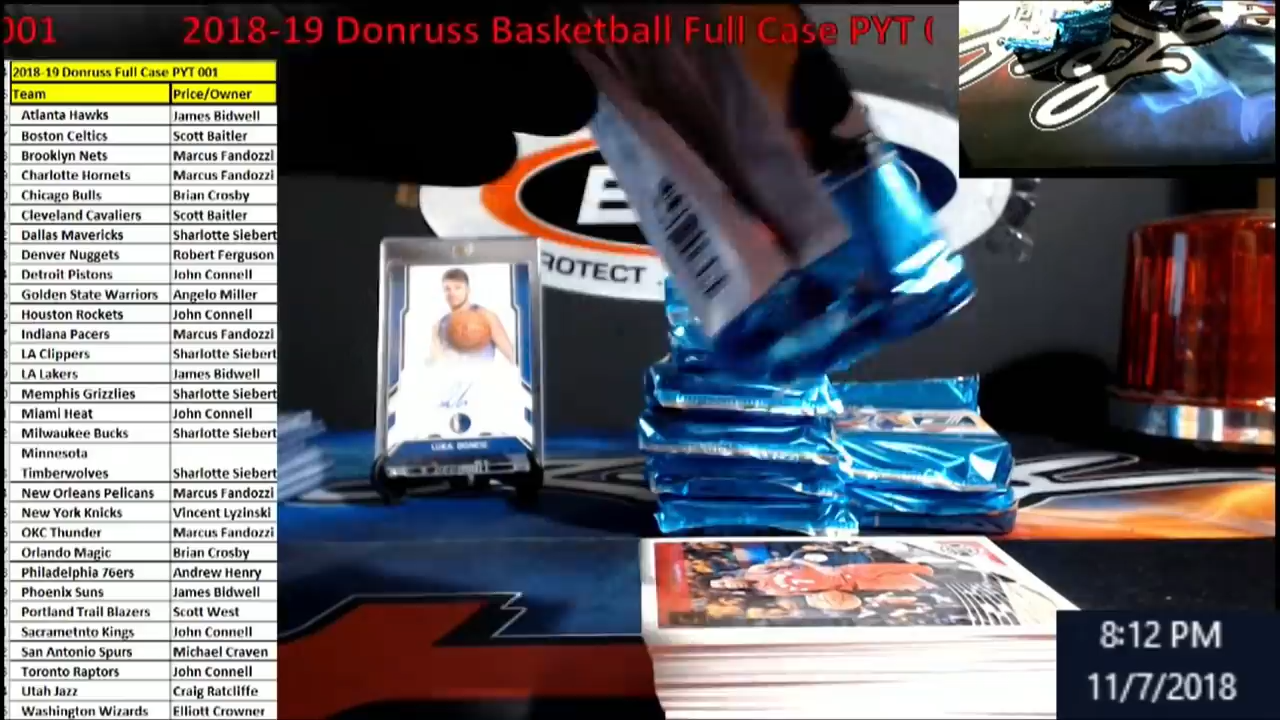 001 2018-19 Donruss Basketball Full Case PYT
2018-19 Donruss Full Case PYT 001
Team Price/Owner
Atlanta Hawks James Bidwell
Boston Celtics Scott Baitler
Brooklyn Nets Marcus Fandozzi
Charlotte Hornets Marcus Fandozzi
Chicago Bulls Brian Crosby
Cleveland Cavaliers Scott Baitler
Dallas Mavericks Sharlotte Siebert
Denver Nuggets Robert Ferguson
Detroit Pistons John Connell
Golden State Warriors Angelo Miller
Houston Rockets John Connell
Indiana Pacers Marcus Fandozzi
LA Clippers Sharlotte Siebert
LA Lakers James Bidwell
Memphis Grizzlies Sharlotte Siebert
Miami Heat John Connell
Milwaukee Bucks Sharlotte Siebert
Minnesota
Timberwolves Sharlotte Siebert
New Orleans Pelicans Marcus Fandozzi
New York Knicks Vincent Lyzinski
OKC Thunder Marcus Fandozzi
Orlando Magic Brian Crosby
Philadelphia 76ers Andrew Henry
Phoenix Suns James Bidwell
Portland Trail Blazers Scott West
Sacrametnto Kings John Connell
San Antonio Spurs Michael Craven
Toronto Raptors John Connell
Utah Jazz Craig Ratcliffe
Washington Wizards Elliott Crowner
ROTECT
LUKA DONCIC
8:12 PM
11/7/2018